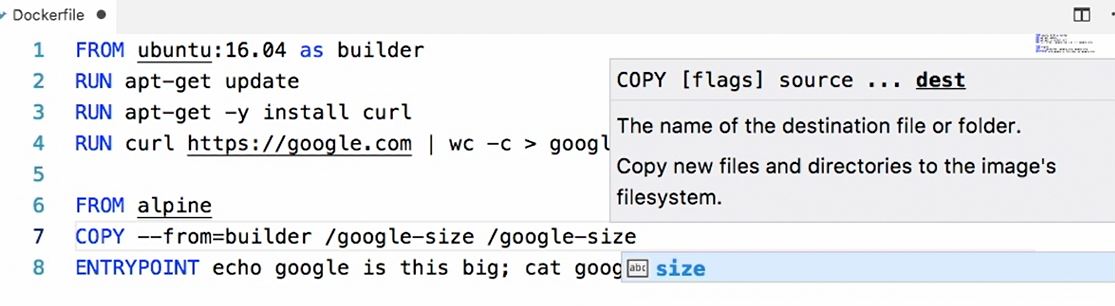 Dockerfile
1 FROM ubuntu:16.04 as builder
2 RUN apt-get update
3 RUN apt-get -y install curl
4 RUN curl https://google.com | wc -c > googl
5
6 FROM alpine
7 COPY --from=builder /google-size /google-size
8 ENTRYPOINT echo google is this big; cat goog
COPY [flags] source ... dest
The name of the destination file or folder.
Copy new files and directories to the image's
filesystem.
abc size